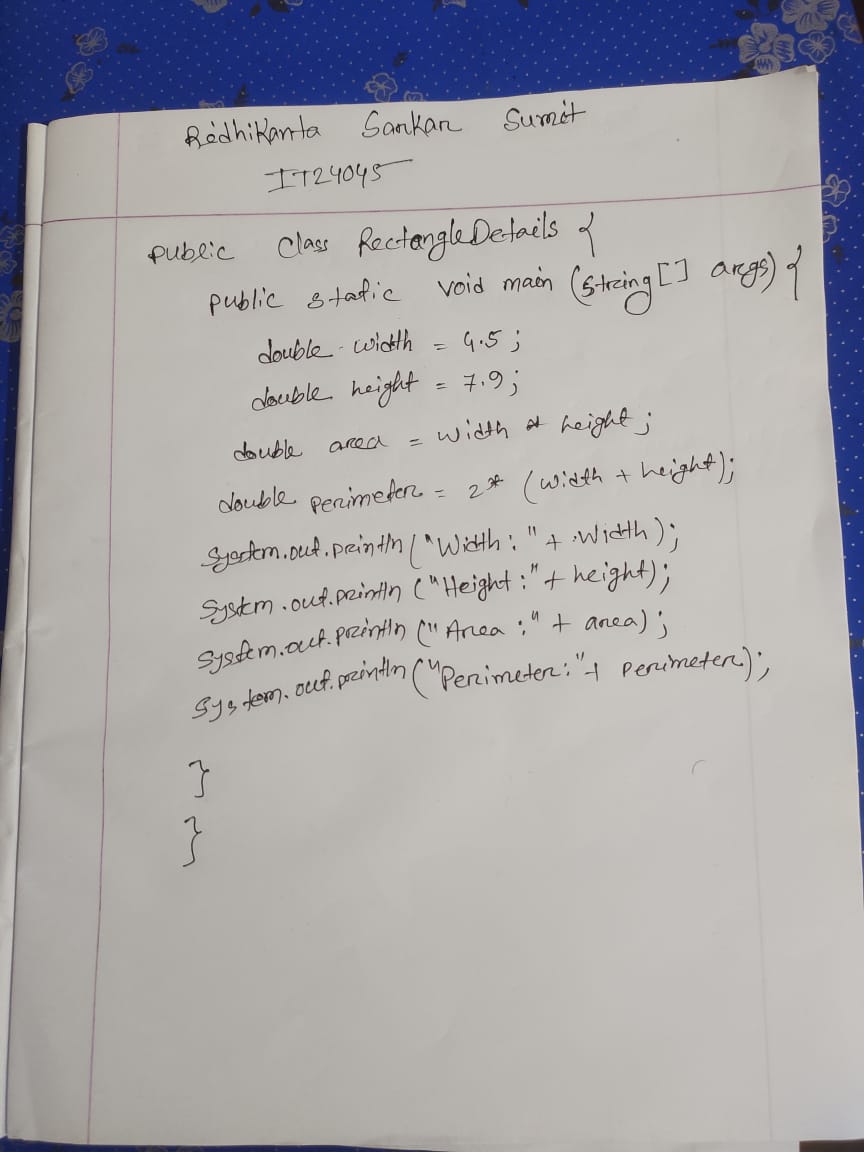 Radhikanta Sarkar Sumit
IT24045
public class RectangleDetails {
public static void main (String[] args) {
double width = 4.5;
double height = 7.9;
double area = width * height;
double perimeter = 2* (width + height);
System.out.println("Width:" + width);
System.out.println("Height:" + height);
System.out.println("Area:" + area);
System.out.println("Perimeter:"+ perimeter);
}
}